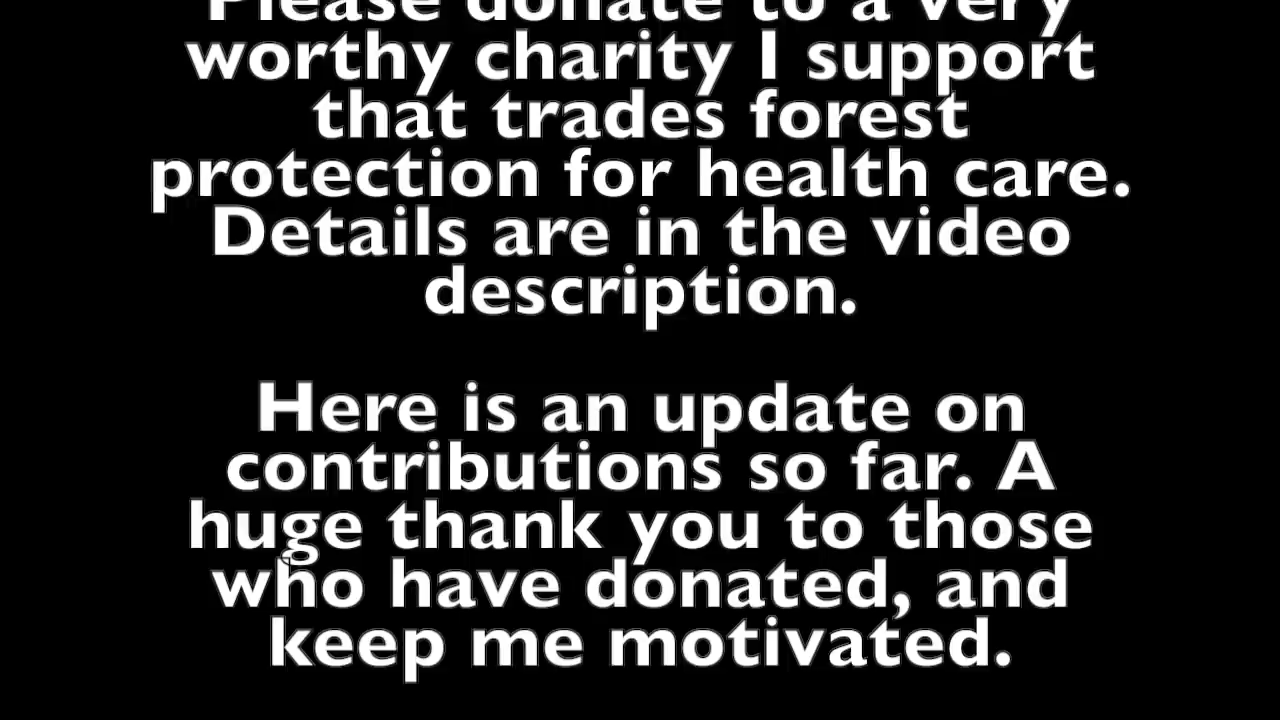 Please donate to a very
worthy charity I support
that trades forest
protection for health care.
Details are in the video
description.
Here is an update on
contributions so far. A
huge thank you to those
who have donated, and
keep me motivated.